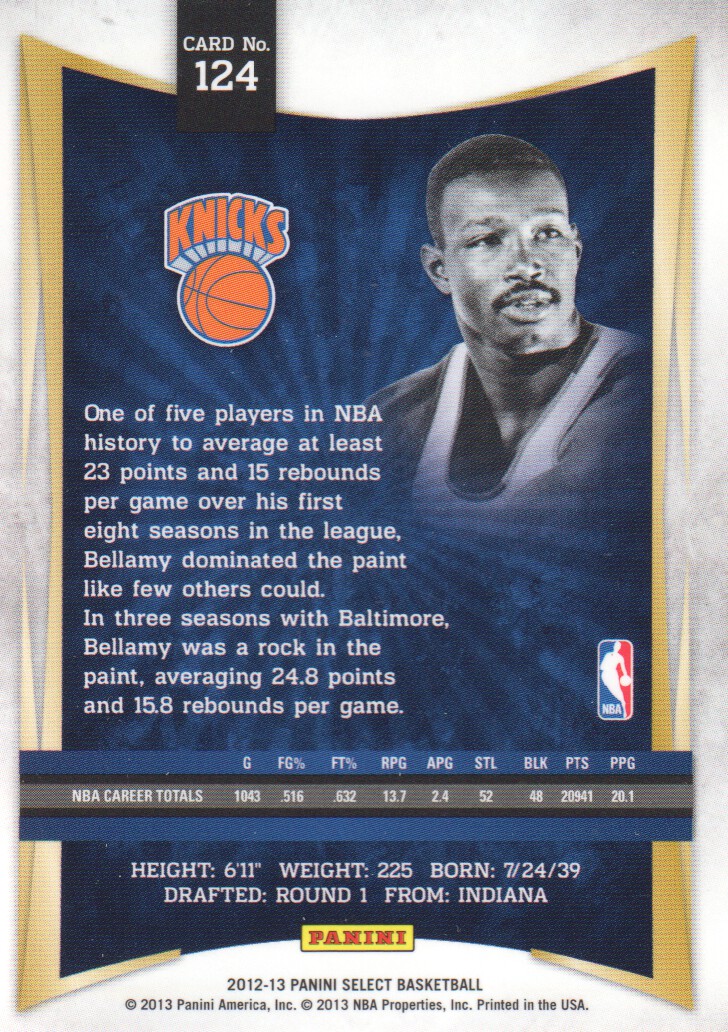 CARD No.
124
KNICKS
One of five players in NBA
history to average at least
23 points and 15 rebounds
per game over his first
eight seasons in the league,
Bellamy dominated the paint
like few others could.
In three seasons with Baltimore,
Bellamy was a rock in the
paint, averaging 24.8 points
and 15.8 rebounds per game.
NBA
G FG% FT% RPG APG STL BLK PTS PPG
NBA CAREER TOTALS 1043 .516 .632 13.7 2.4 52 48 20941 20.1
HEIGHT: 6'11" WEIGHT: 225 BORN: 7/24/39
DRAFTED: ROUND 1 FROM: INDIANA
PANINI
2012-13 PANINI SELECT BASKETBALL
© 2013 Panini America, Inc. © 2013 NBA Properties, Inc. Printed in the USA.